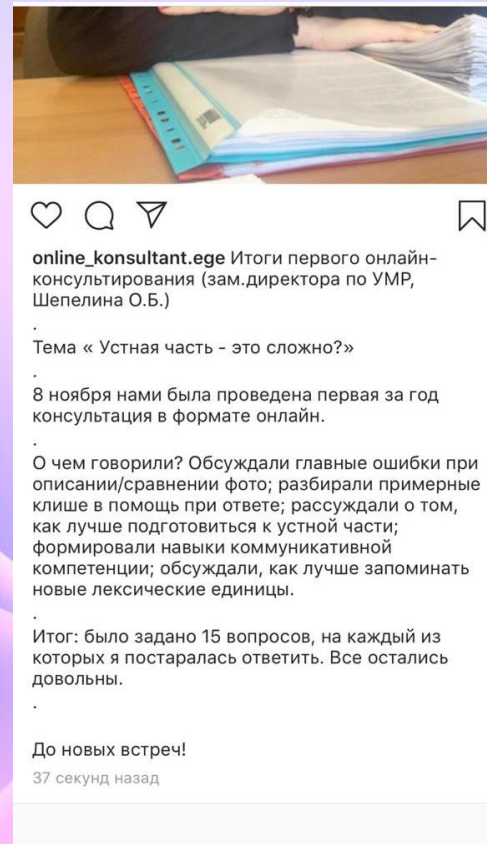 online_konsultant.ege Итоги первого онлайн-
консультирования (зам.директора по УМР,
Шепелина О.Б.)
.
Тема « Устная часть - это сложно?»
.
8 ноября нами была проведена первая за год
консультация в формате онлайн.
.
О чем говорили? Обсуждали главные ошибки при
описании/сравнении фото; разбирали примерные
клише в помощь при ответе; рассуждали о том,
как лучше подготовиться к устной части;
формировали навыки коммуникативной
компетенции; обсуждали, как лучше запоминать
новые лексические единицы.
.
Итог: было задано 15 вопросов, на каждый из
которых я постаралась ответить. Все остались
довольны.
.
До новых встреч!
37 секунд назад